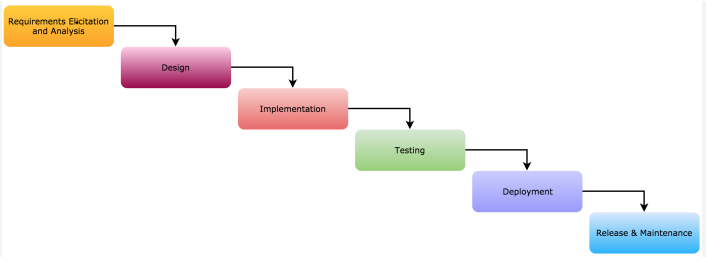 Requirements Elicitation
and Analysis
Design
Implementation
Testing
Deployment
Release & Maintenance